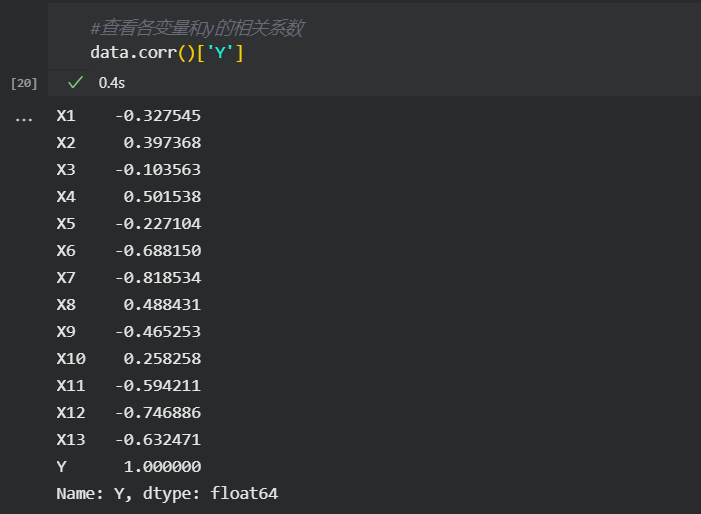 #查看各变量和y的相关系数
data.corr()['Y']
[20] ✓ 0.4s
... X1 -0.327545
X2 0.397368
X3 -0.103563
X4 0.501538
X5 -0.227104
X6 -0.688150
X7 -0.818534
X8 0.488431
X9 -0.465253
X10 0.258258
X11 -0.594211
X12 -0.746886
X13 -0.632471
Y 1.000000
Name: Y, dtype: float64